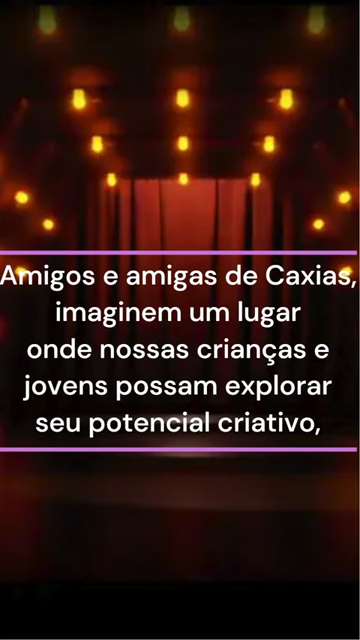 Amigos e amigas de Caxias,
imaginem um lugar
onde nossas crianças e
jovens possam explorar
seu potencial criativo,